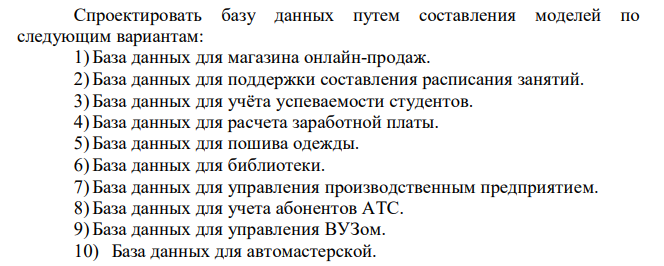 Спроектировать базу данных путем составления моделей по
следующим вариантам:
1) База данных для магазина онлайн-продаж.
2) База данных для поддержки составления расписания занятий.
3) База данных для учёта успеваемости студентов.
4) База данных для расчета заработной платы.
5) База данных для пошива одежды.
6) База данных для библиотеки.
7) База данных для управления производственным предприятием.
8) База данных для учета абонентов АТС.
9) База данных для управления ВУЗом.
10) База данных для автомастерской.